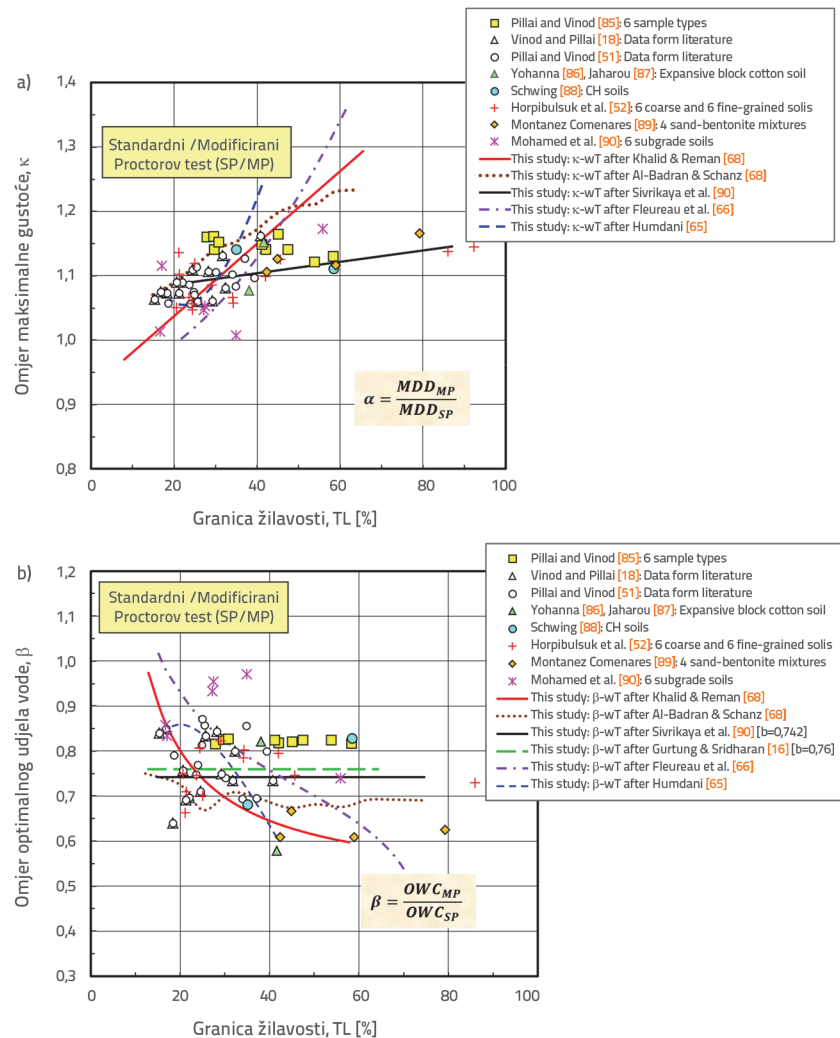 Pillai and Vinod [85]: 6 sample types
Vinod and Pillai [18]: Data form literature
Pillai and Vinod [51]: Data form literature
Yohanna [86], Jaharou [87]: Expansive block cotton soil
Schwing [88]: CH soils
Horpibulsuk et al. [52]: 6 coarse and 6 fine-grained solis
Montanez Comenares [89]: 4 sand-bentonite mixtures
Mohamed et al. [90]: 6 subgrade soils
This study: κ-wT after Khalid & Reman [68]
This study: κ-wT after Al-Badran & Schanz [68]
This study: κ-wT after Sivrikaya et al. [90]
This study: κ-wT after Fleureau et al. [66]
This study: κ-wT after Humdani [65]
a)
Standardni /Modificirani
Proctorov test (SP/MP)
Omjer maksimalne gustoće, κ
1,4
1,3
1,2
1,1
1,0
0,9
0,8
α = MDD_MP / MDD_SP
0 20 40 60 80 100
Granica žilavosti, TL [%]
Pillai and Vinod [85]: 6 sample types
Vinod and Pillai [18]: Data form literature
Pillai and Vinod [51]: Data form literature
Yohanna [86], Jaharou [87]: Expansive block cotton soil
Schwing [88]: CH soils
Horpibulsuk et al. [52]: 6 coarse and 6 fine-grained solis
Montanez Comenares [89]: 4 sand-bentonite mixtures
Mohamed et al. [90]: 6 subgrade soils
This study: β-wT after Khalid & Reman [68]
This study: β-wT after Al-Badran & Schanz [68]
This study: β-wT after Sivrikaya et al. [90] [b=0,742]
This study: β-wT after Gurtung & Sridharan [16] [b=0,76]
This study: β-wT after Fleureau et al. [66]
This study: β-wT after Humdani [65]
b)
Standardni /Modificirani
Proctorov test (SP/MP)
Omjer optimalnog udjela vode, β
1,2
1,1
1,0
0,9
0,8
0,7
0,6
0,5
0,4
0,3
β = OWC_MP / OWC_SP
0 20 40 60 80 100
Granica žilavosti, TL [%]